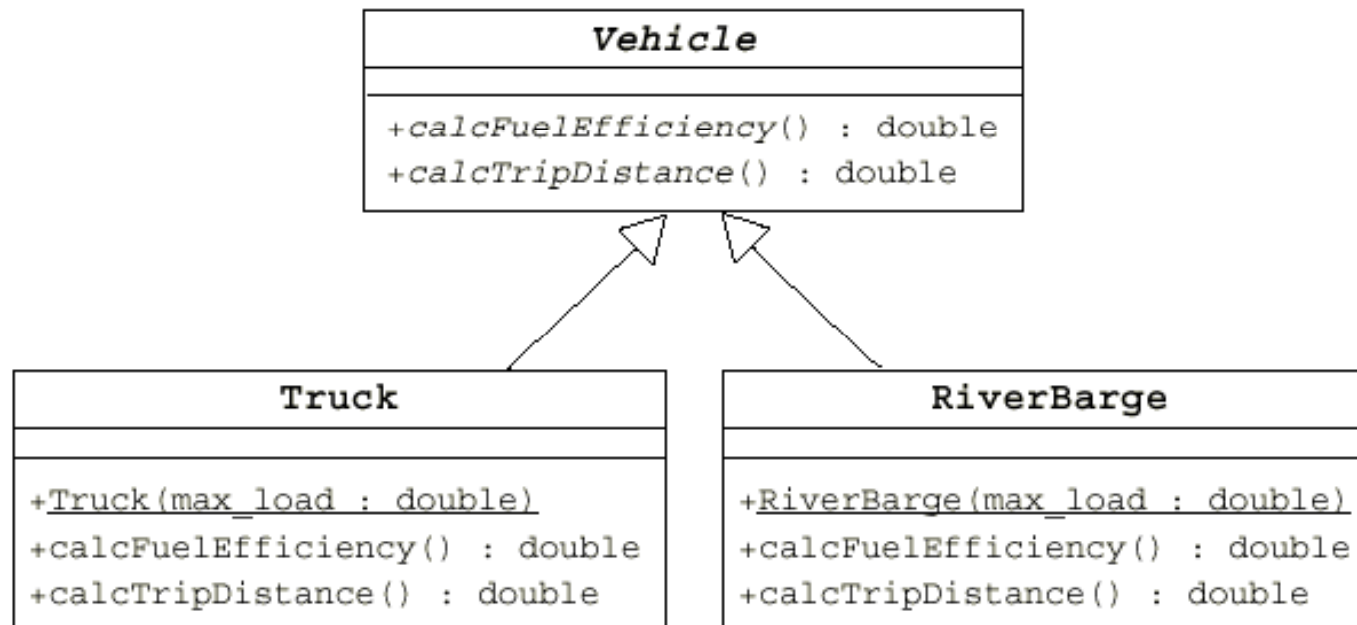 Vehicle
+calcFuelEfficiency() : double
+calcTripDistance() : double
Truck
+Truck(max_load : double)
+calcFuelEfficiency() : double
+calcTripDistance() : double
RiverBarge
+RiverBarge(max_load : double)
+calcFuelEfficiency() : double
+calcTripDistance() : double